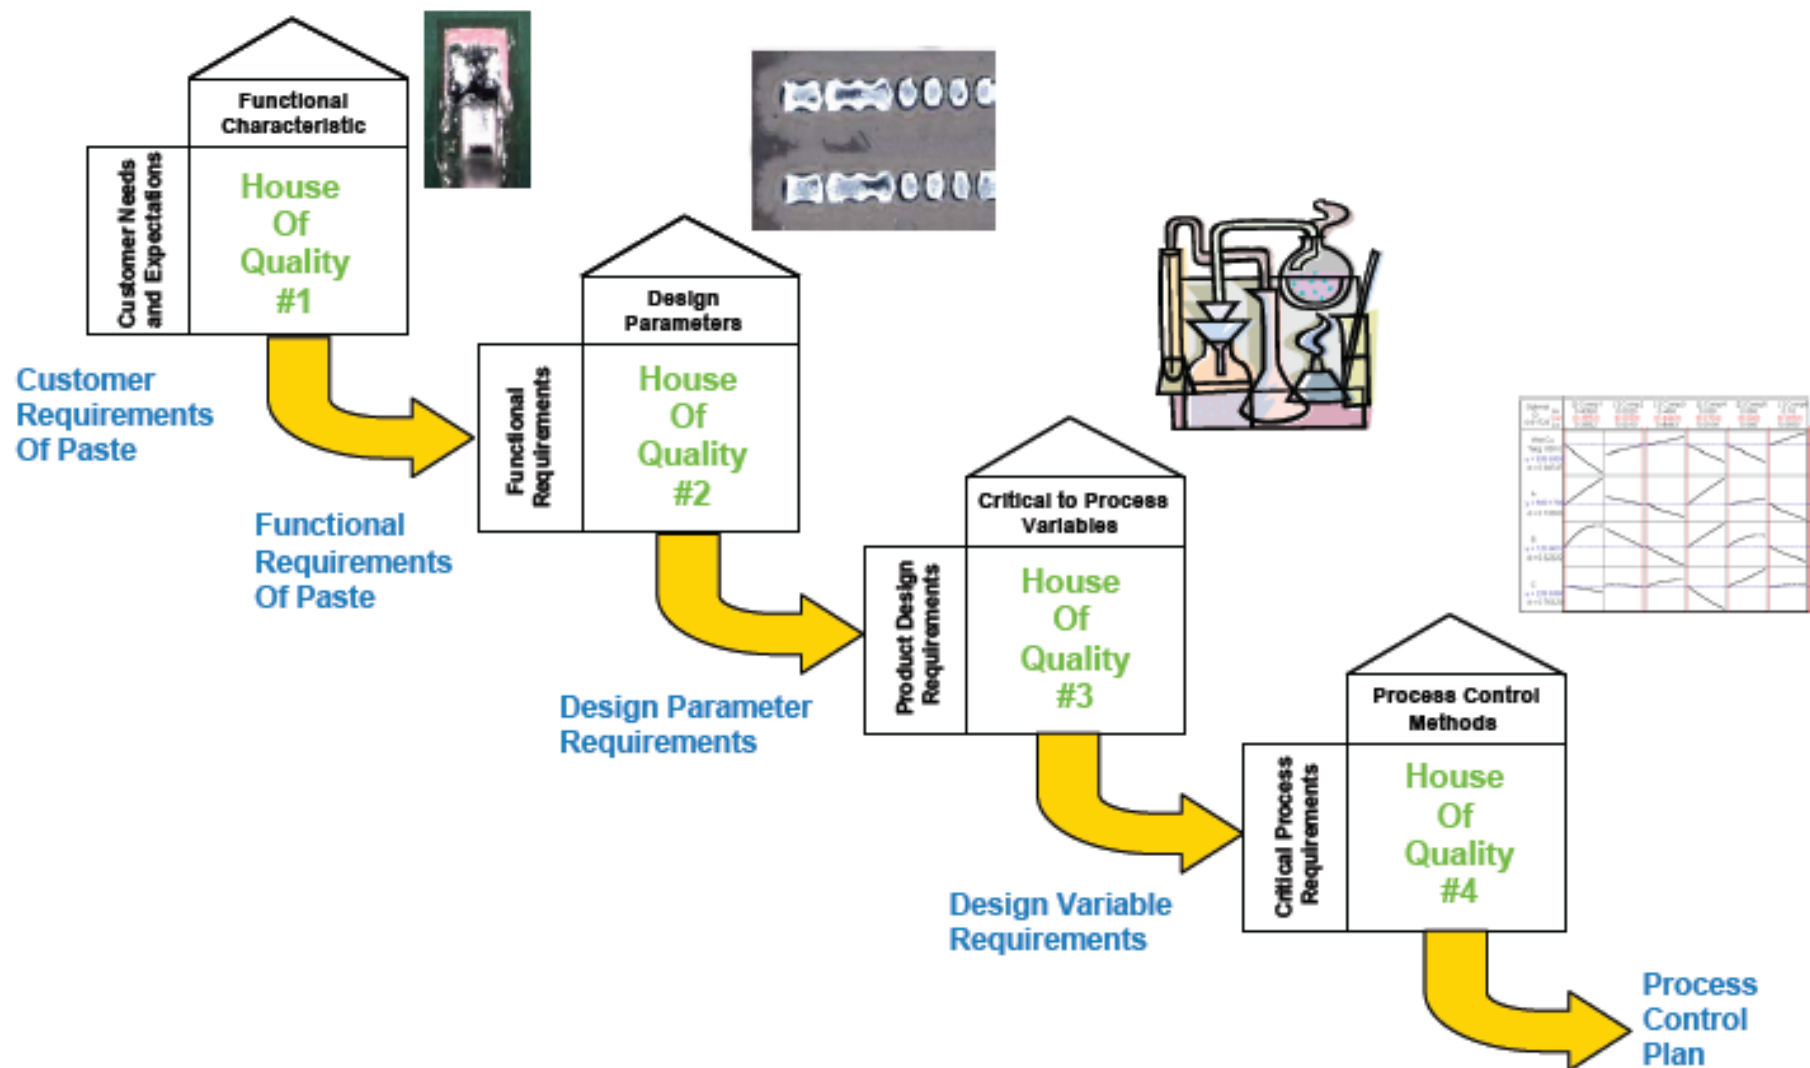 Functional
Characteristic
Customer Needs
and Expectations
House
Of
Quality
#1
Customer
Requirements
Of Paste
Design
Parameters
Functional
Requirements
House
Of
Quality
#2
Functional
Requirements
Of Paste
Critical to Process
Variables
Product Design
Requirements
House
Of
Quality
#3
Design Parameter
Requirements
Process Control
Methods
Critical Process
Requirements
House
Of
Quality
#4
Design Variable
Requirements
Process
Control
Plan